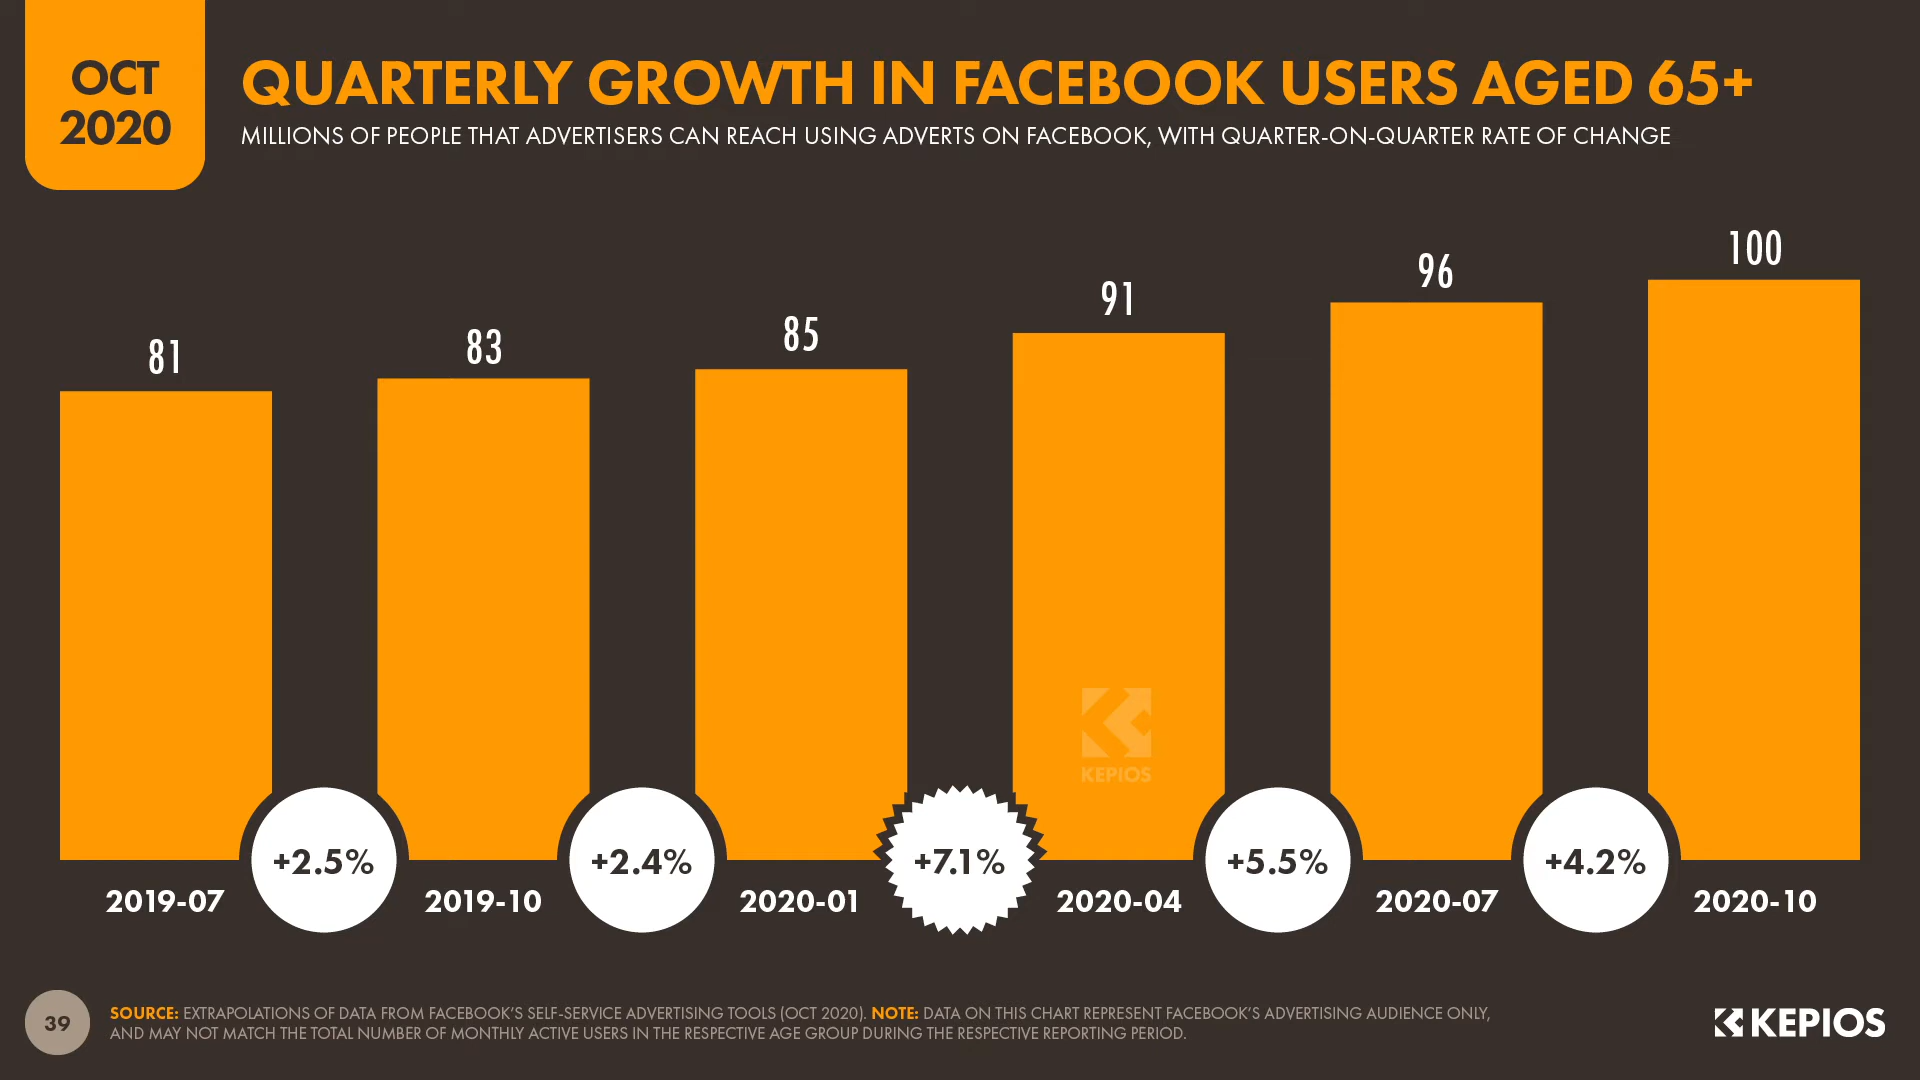 OCT
2020
QUARTERLY GROWTH IN FACEBOOK USERS AGED 65+
MILLIONS OF PEOPLE THAT ADVERTISERS CAN REACH USING ADVERTS ON FACEBOOK, WITH QUARTER-ON-QUARTER RATE OF CHANGE
81
83
85
91
96
100
KEPIOS
+2.5%
+2.4%
+7.1%
+5.5%
+4.2%
2019-07
2019-10
2020-01
2020-04
2020-07
2020-10
39
SOURCE: EXTRAPOLATIONS OF DATA FROM FACEBOOK'S SELF-SERVICE ADVERTISING TOOLS (OCT 2020). NOTE: DATA ON THIS CHART REPRESENT FACEBOOK'S ADVERTISING AUDIENCE ONLY,
AND MAY NOT MATCH THE TOTAL NUMBER OF MONTHLY ACTIVE USERS IN THE RESPECTIVE AGE GROUP DURING THE RESPECTIVE REPORTING PERIOD.
KEPIOS